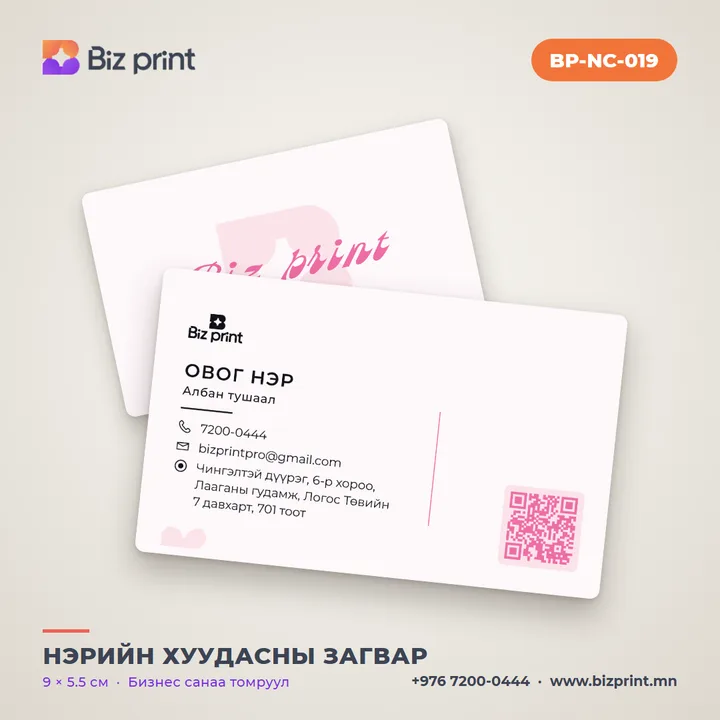 Biz print
BP-NC-019
Biz print
Biz print
ОВОГ НЭР
Албан тушаал
7200-0444
bizprintpro@gmail.com
Чингэлтэй дүүрэг, 6-р хороо,
Лааганы гудамж, Логос Төвийн
7 давхарт, 701 тоот
НЭРИЙН ХУУДАСНЫ ЗАГВАР
9 × 5.5 см · Бизнес санаа томруул
+976 7200-0444 · www.bizprint.mn